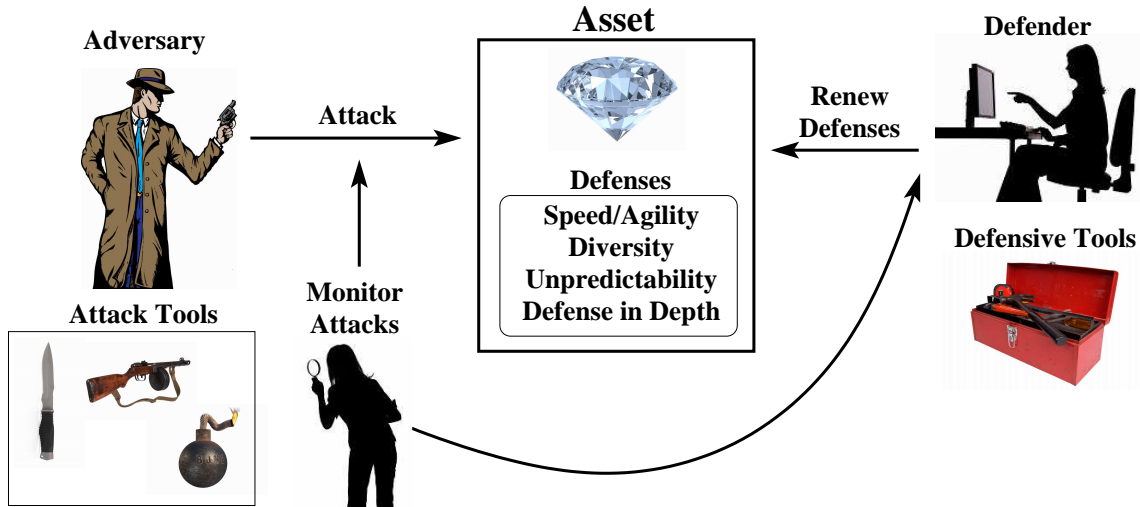 Asset
Adversary
Defender
Attack
Renew
Defenses
Defenses
Speed/Agility
Diversity
Unpredictability
Defense in Depth
Monitor
Attacks
Attack Tools
Defensive Tools